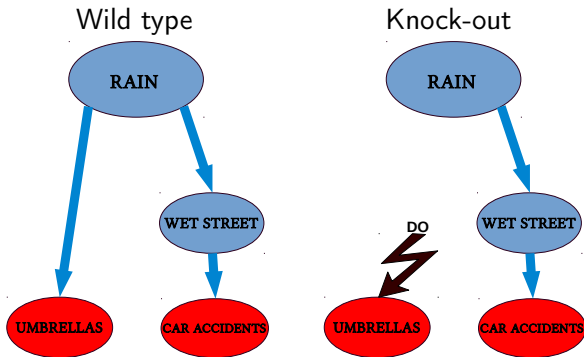 Wild type
RAIN
WET STREET
UMBRELLAS
CAR ACCIDENTS
Knock-out
RAIN
WET STREET
DO
UMBRELLAS
CAR ACCIDENTS